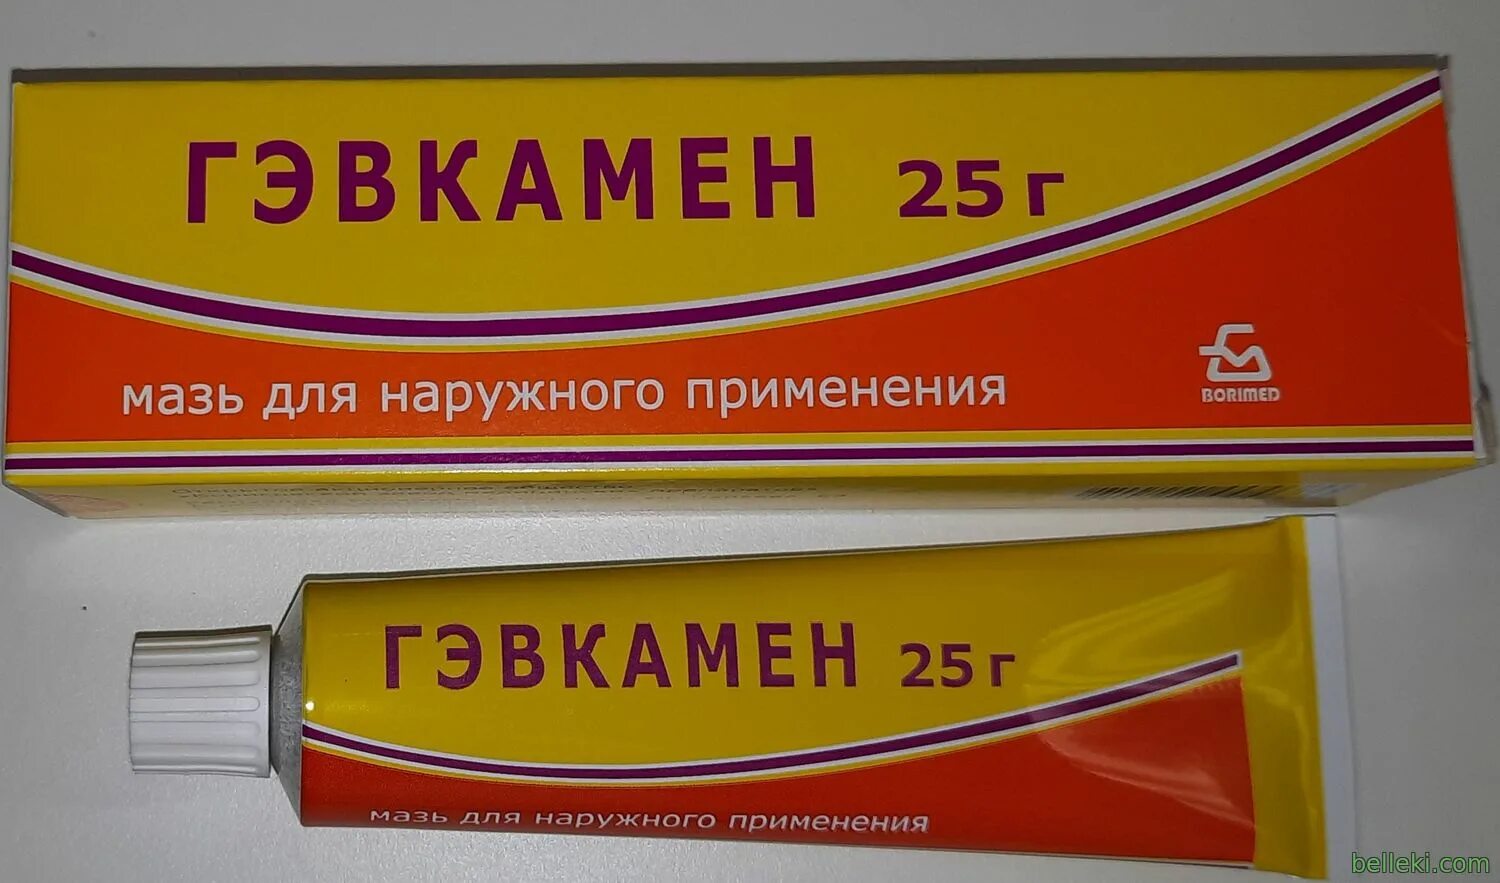 ГЭВКАМЕН 25 г
мазь для наружного применения
BORIMED
ГЭВКАМЕН 25 г
мазь для наружного применения
belleki.com